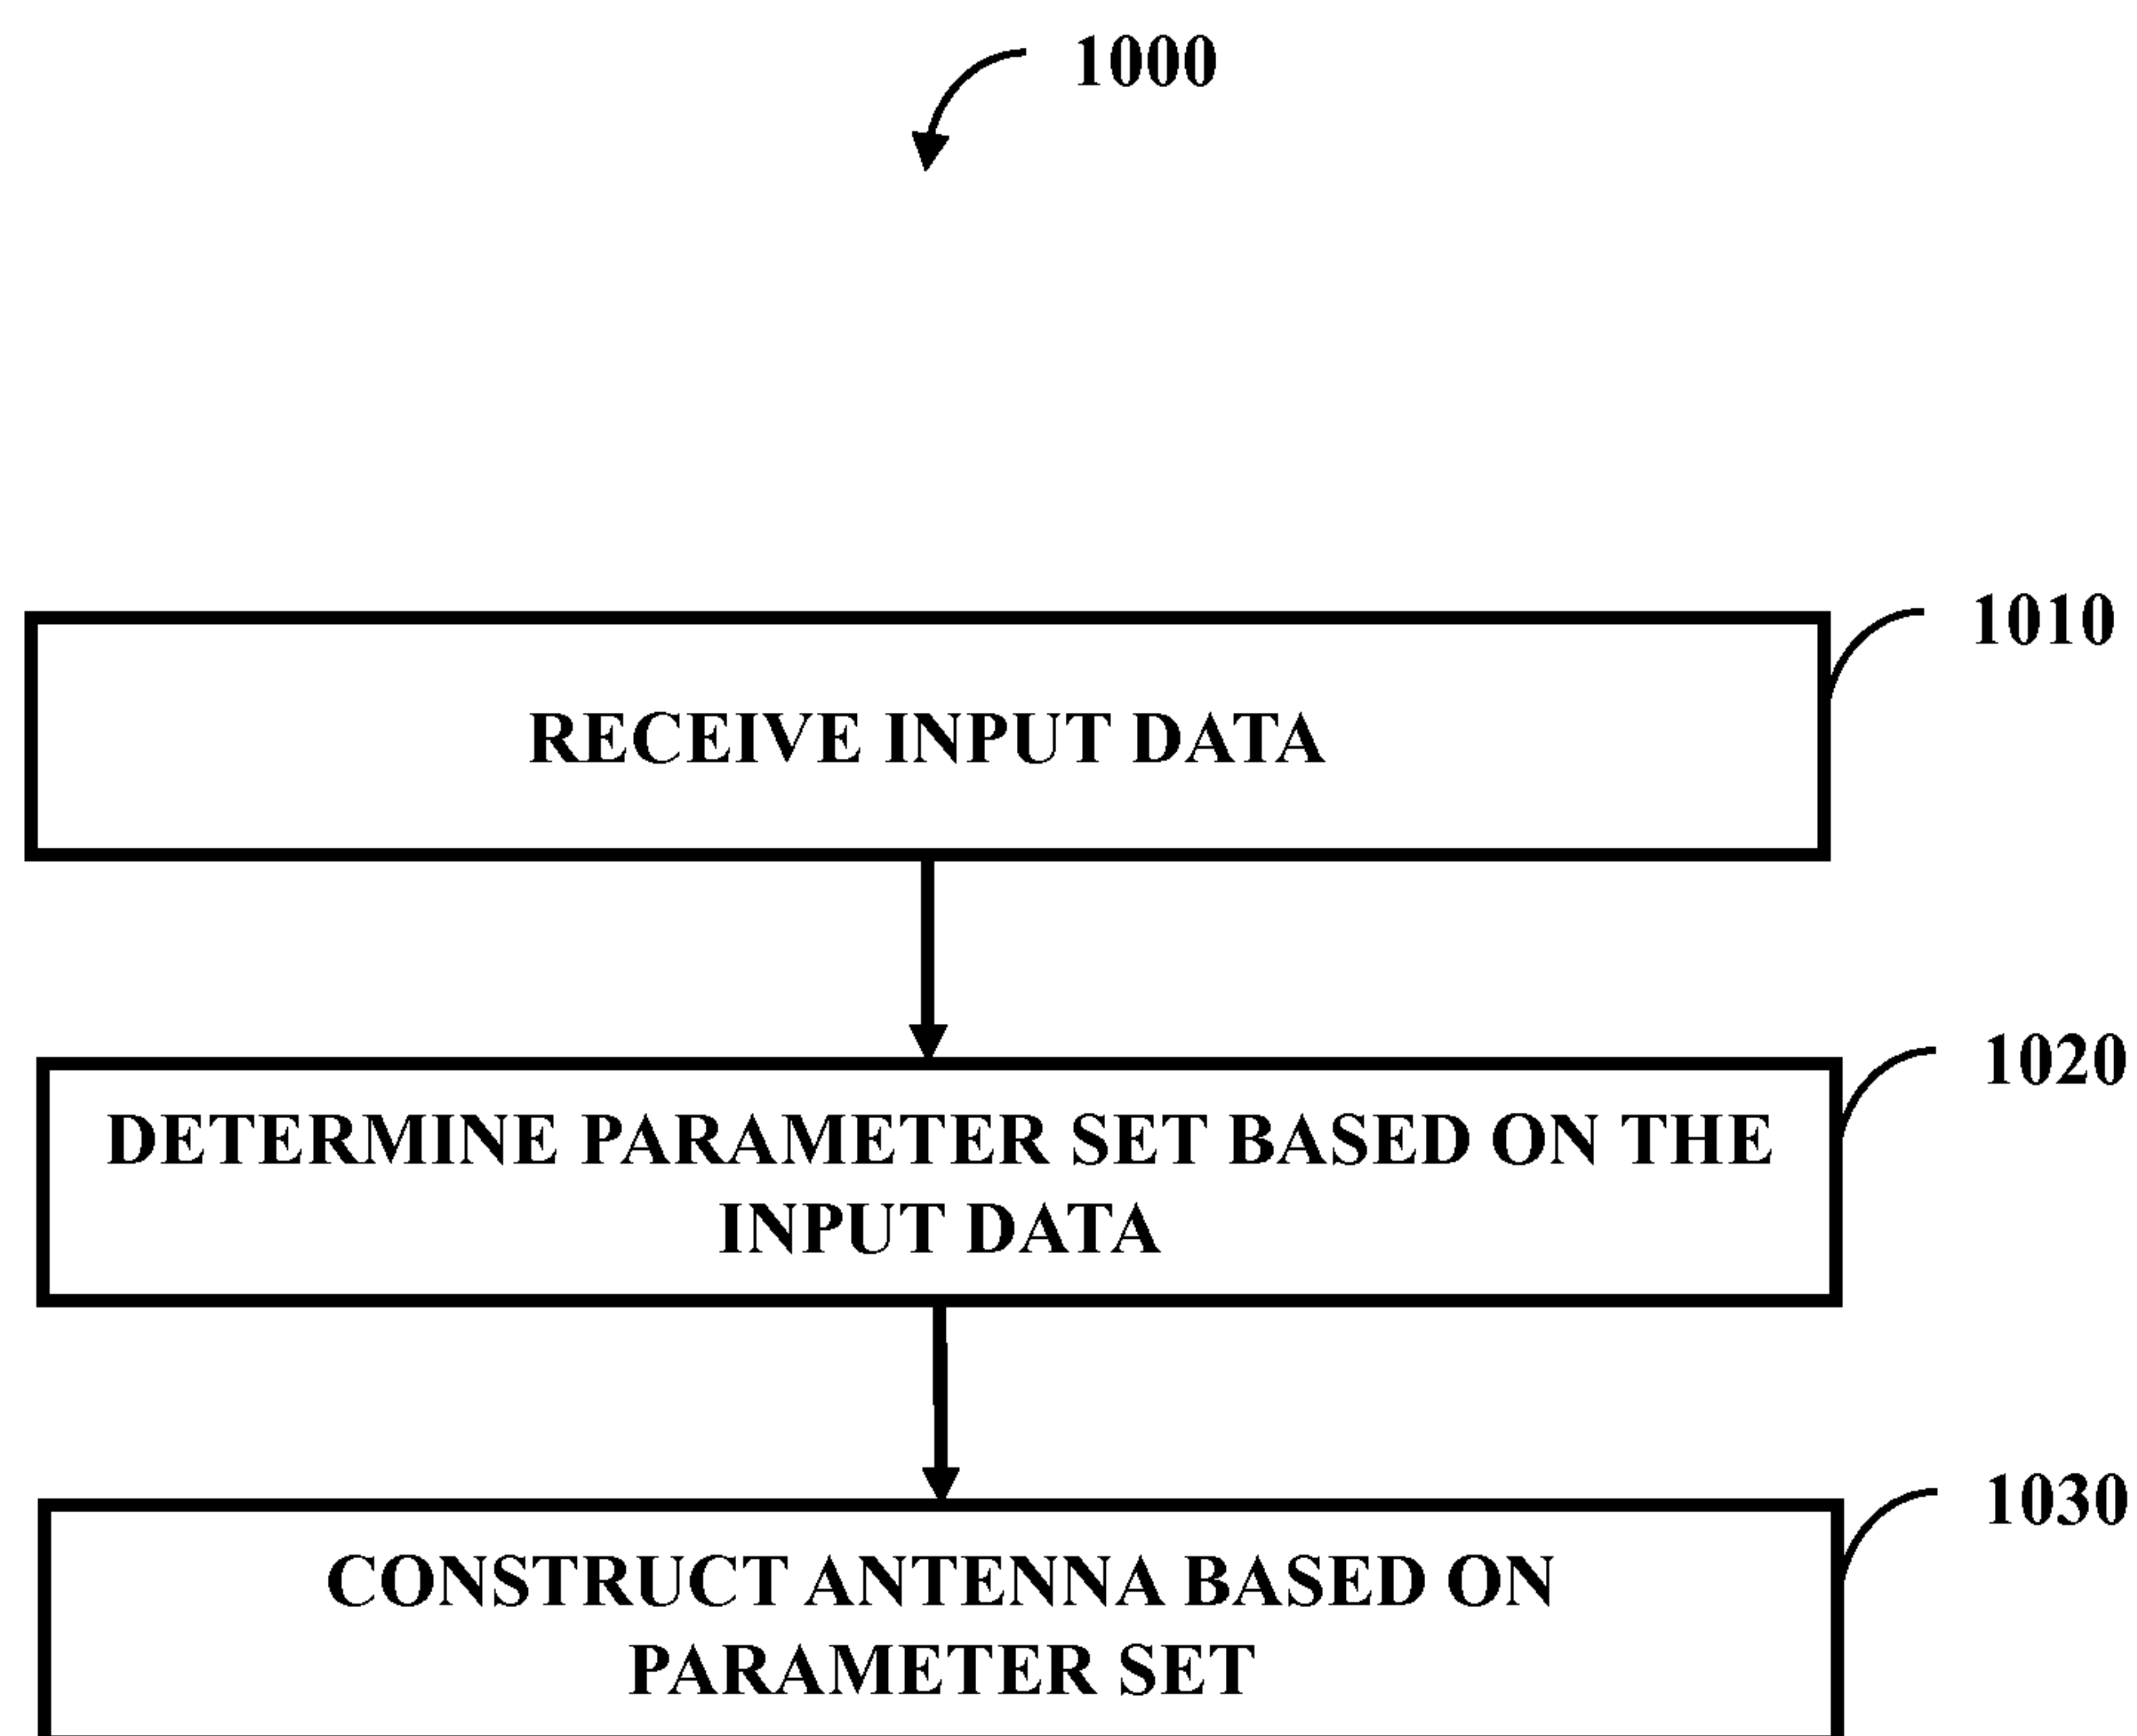 1000
1010
RECEIVE INPUT DATA
1020
DETERMINE PARAMETER SET BASED ON THE
INPUT DATA
1030
CONSTRUCT ANTENNA BASED ON
PARAMETER SET